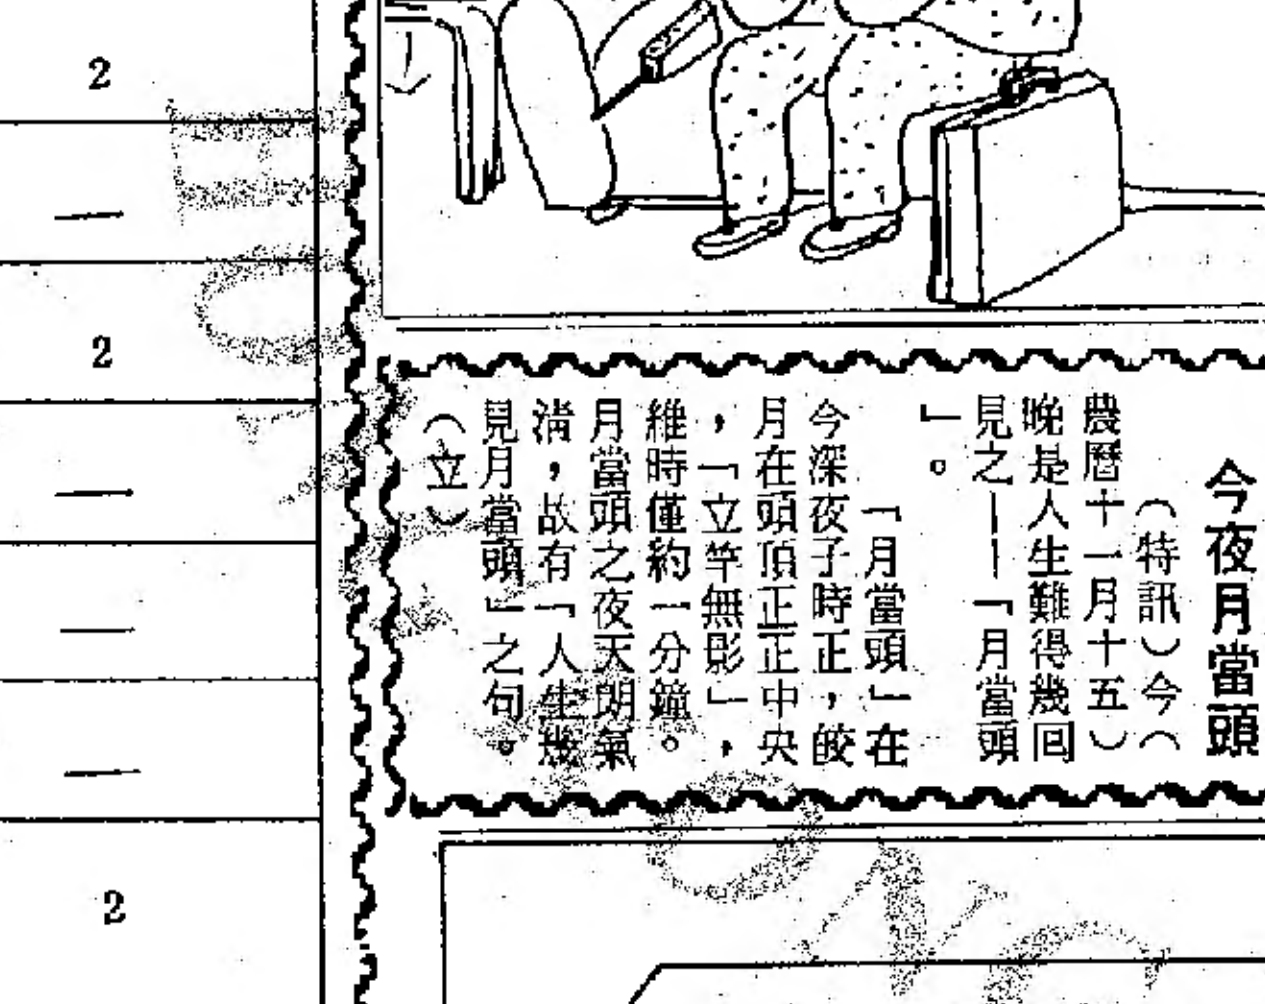 今夜月當頭
（特訊）今（
農曆十一月十五）
晚是人生難得幾回
見之——「月當頭
」。
「月當頭」在
今深夜子時正，皎
月在頭頂正正中央
，「立竿無影」，
維時僅約一分鐘。
月當頭之夜天朗氣
清，故有「人生幾
見月當頭」之句。
（立）
2
—
2
—
—
—
2